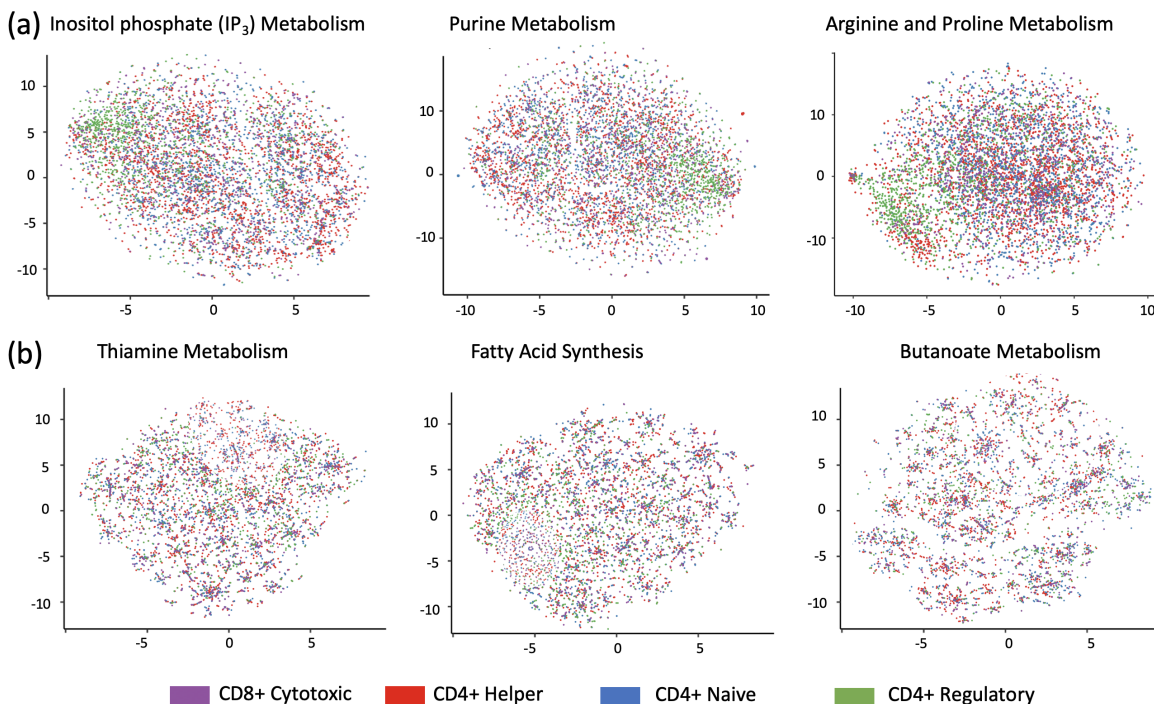 (a) Inositol phosphate (IP3) Metabolism Purine Metabolism Arginine and Proline Metabolism
10 5 0 -5 -10
-5 0 5
10 0 -10
-10 -5 0 5 10
10 0 -10
-10 -5 0 5 10
(b) Thiamine Metabolism Fatty Acid Synthesis Butanoate Metabolism
10 5 0 -5 -10
-5 0 5
10 5 0 -5 -10
-5 0 5
10 5 0 -5 -10
-5 0 5
CD8+ Cytotoxic CD4+ Helper CD4+ Naive CD4+ Regulatory